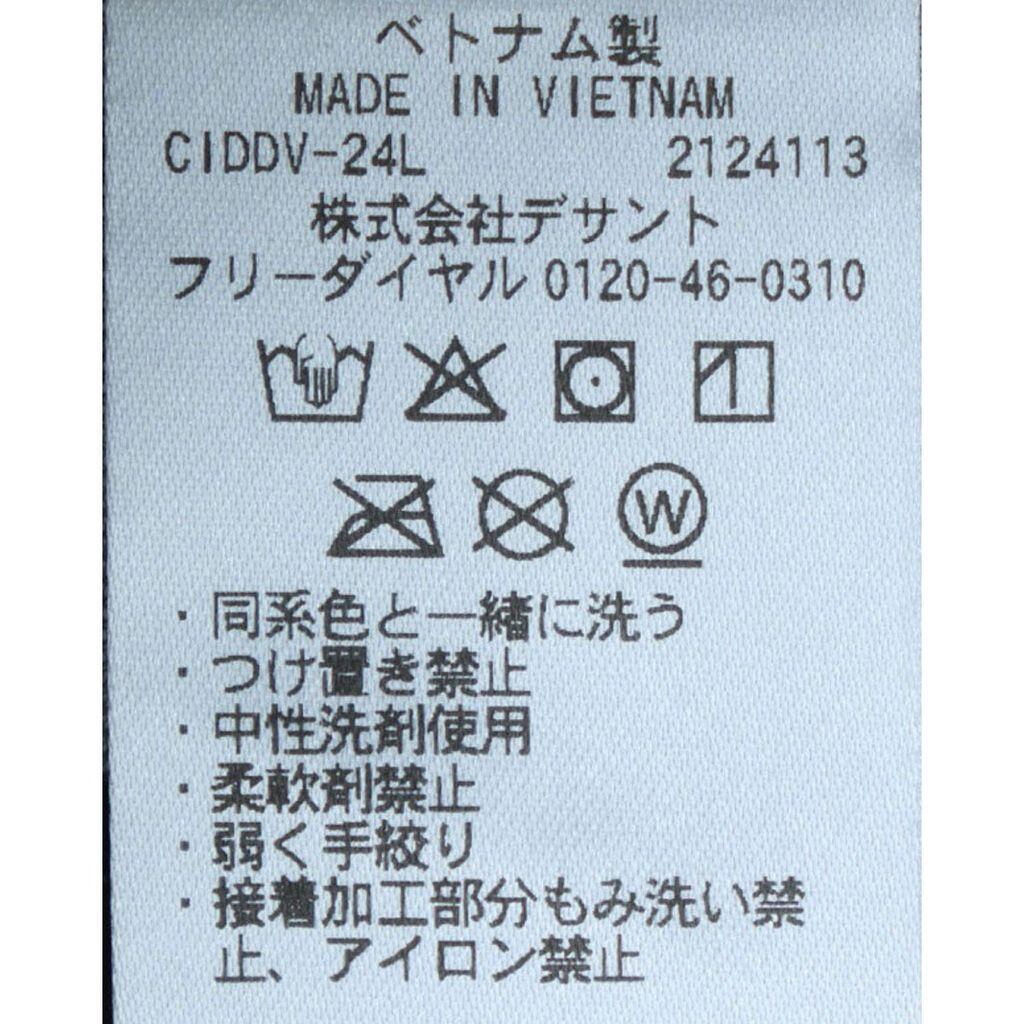 ベトナム製
MADE IN VIETNAM
CIDDV-24L 2124113
株式会社デサント
フリーダイヤル 0120-46-0310
W
・同系色と一緒に洗う
・つけ置き禁止
・中性洗剤使用
・柔軟剤禁止
・弱く手絞り
・接着加工部分もみ洗い禁
止、アイロン禁止